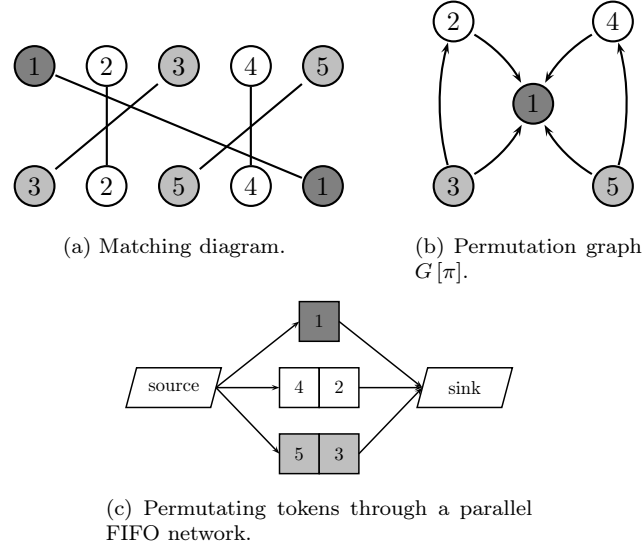 1 2 3 4 5
3 2 5 4 1
(a) Matching diagram.
2 4
1
3 5
(b) Permutation graph
G [π].
1
source 4 2 sink
5 3
(c) Permutating tokens through a parallel
FIFO network.